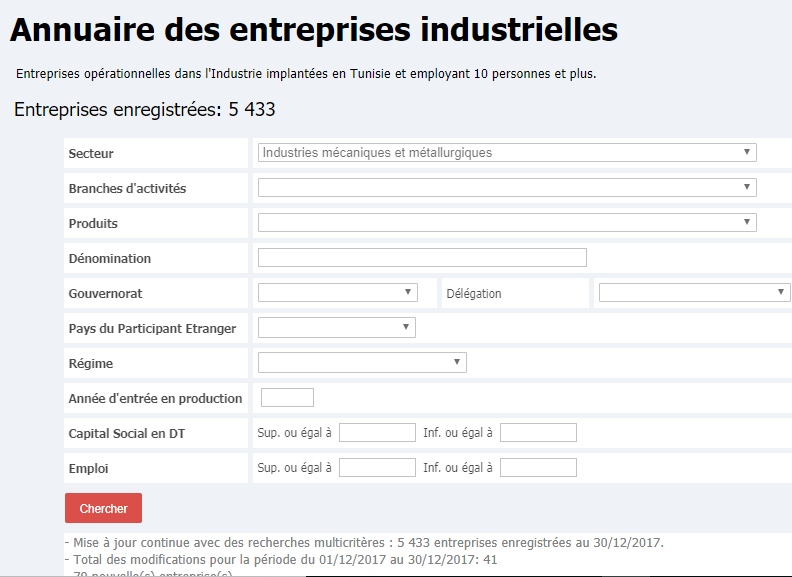 Annuaire des entreprises industrielles
Entreprises opérationnelles dans l'Industrie implantées en Tunisie et employant 10 personnes et plus.
Entreprises enregistrées: 5 433
Secteur Industries mécaniques et métallurgiques
Branches d'activités
Produits
Dénomination
Gouvernorat Délégation
Pays du Participant Etranger
Régime
Année d'entrée en production
Capital Social en DT Sup. ou égal à Inf. ou égal à
Emploi Sup. ou égal à Inf. ou égal à
Chercher
- Mise à jour continue avec des recherches multicritères : 5 433 entreprises enregistrées au 30/12/2017.
- Total des modifications pour la période du 01/12/2017 au 30/12/2017: 41
- 79 nouvelle(s) entreprise(s)